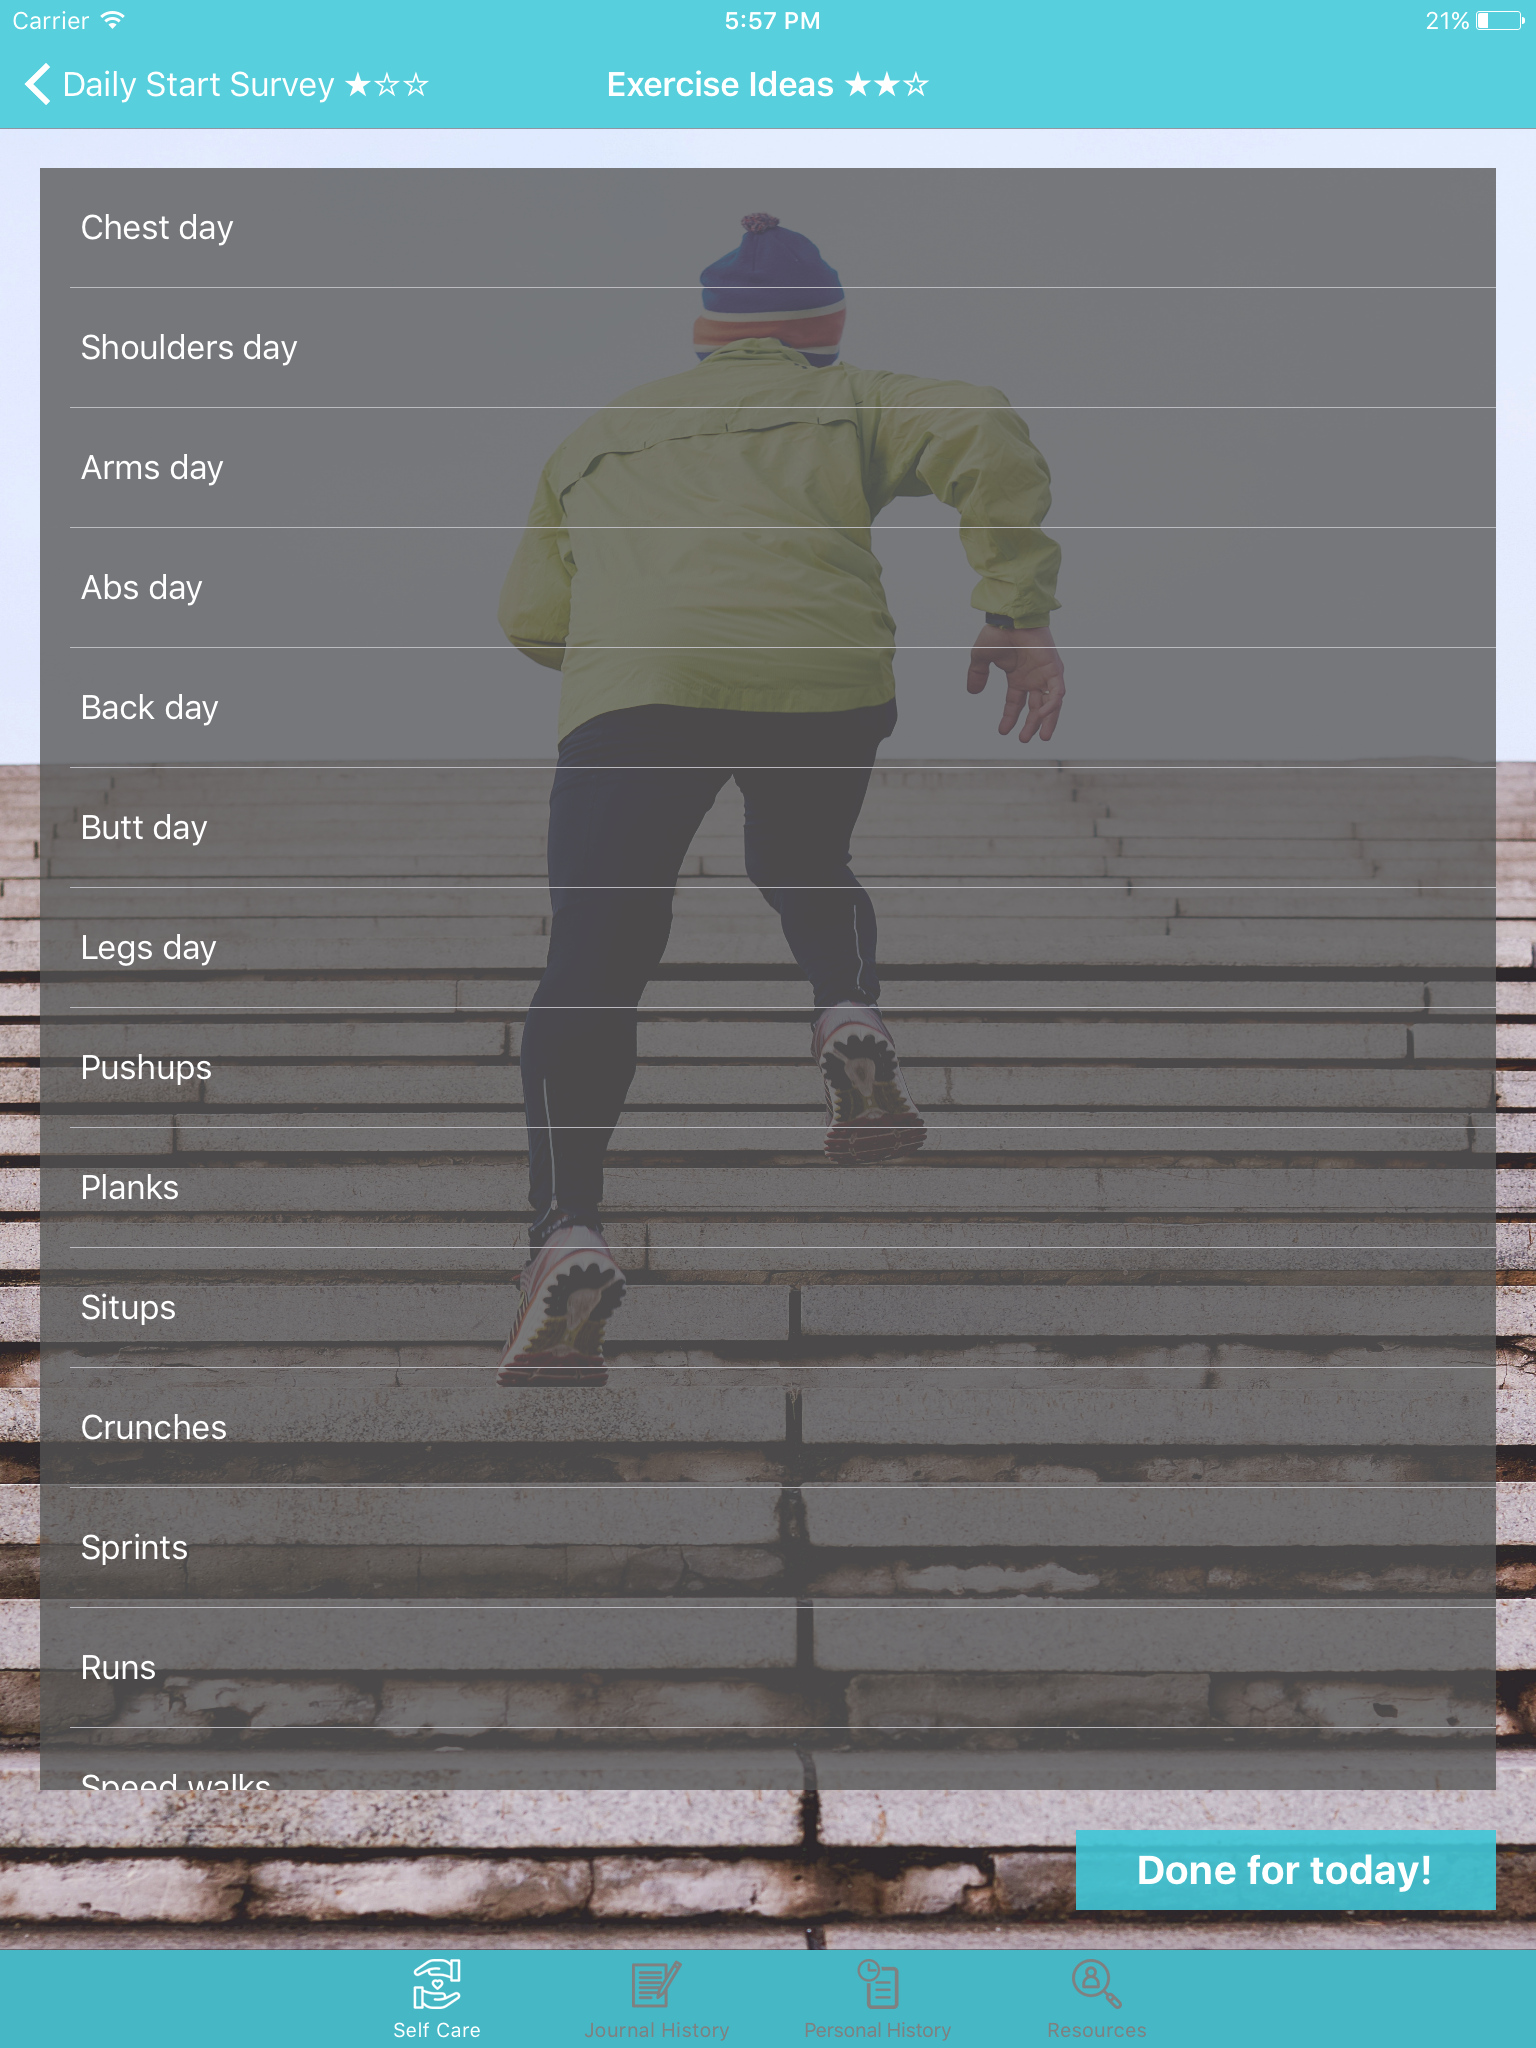 Carrier 5:57 PM 21%
Daily Start Survey ★☆☆ Exercise Ideas ★★☆
Chest day
Shoulders day
Arms day
Abs day
Back day
Butt day
Legs day
Pushups
Planks
Situps
Crunches
Sprints
Runs
Speed walks
Done for today!
Self Care Journal History Personal History Resources